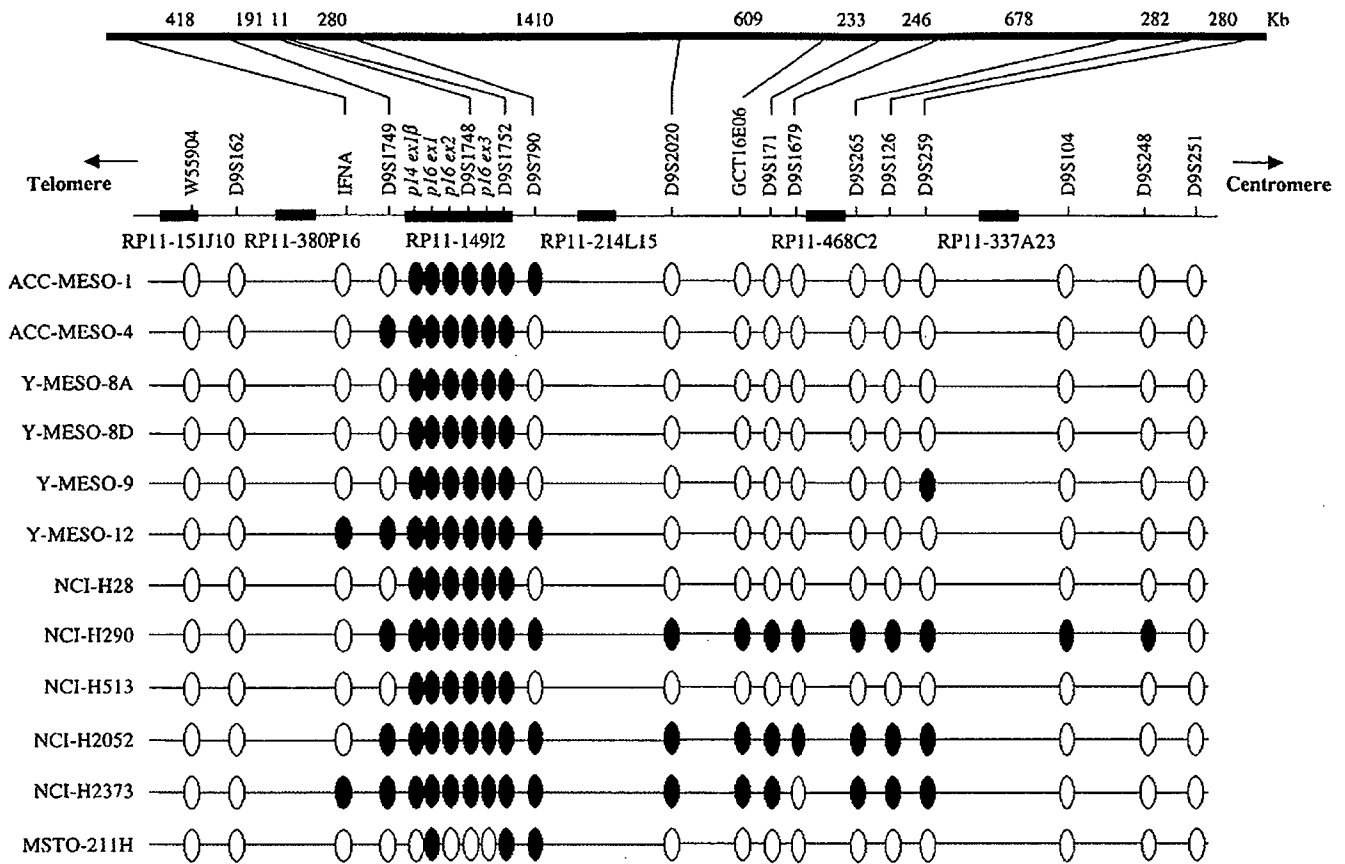 418 191 11 280 1410 609 233 246 678 282 280 Kb
Telomere
W55904
D9S162
IFNA
D9S1749
p14 ex1β
p16 ex1
p16 ex2
D9S1748
p16 ex3
D9S1752
D9S790
D9S2020
GCT16E06
D9S171
D9S1679
D9S265
D9S126
D9S259
D9S104
D9S248
D9S251
Centromere
RP11-151J10 RP11-380P16 RP11-149I2 RP11-214L15 RP11-468C2 RP11-337A23
ACC-MESO-1
ACC-MESO-4
Y-MESO-8A
Y-MESO-8D
Y-MESO-9
Y-MESO-12
NCI-H28
NCI-H290
NCI-H513
NCI-H2052
NCI-H2373
MSTO-211H